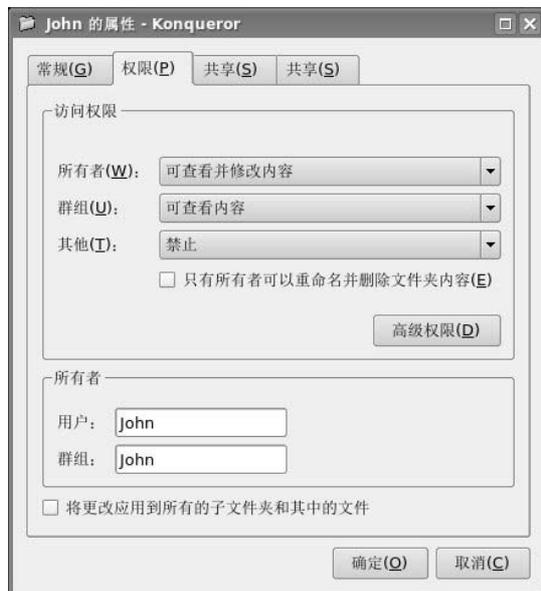 John 的属性 - Konqueror
常规(G) 权限(P) 共享(S) 共享(S)
访问权限
所有者(W): 可查看并修改内容
群组(U): 可查看内容
其他(T): 禁止
只有所有者可以重命名并删除文件夹内容(E)
高级权限(D)
所有者
用户: John
群组: John
将更改应用到所有的子文件夹和其中的文件
确定(O) 取消(C)